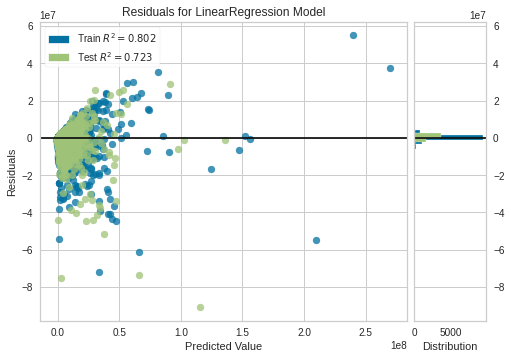 Residuals for LinearRegression Model
1e7
1e7
Train R² = 0.802
Test R² = 0.723
6
4
2
0
−2
−4
−6
−8
6
4
2
0
−2
−4
−6
−8
Residuals
0.0 0.5 1.0 1.5 2.0 2.5
1e8
Predicted Value
0 5000
Distribution